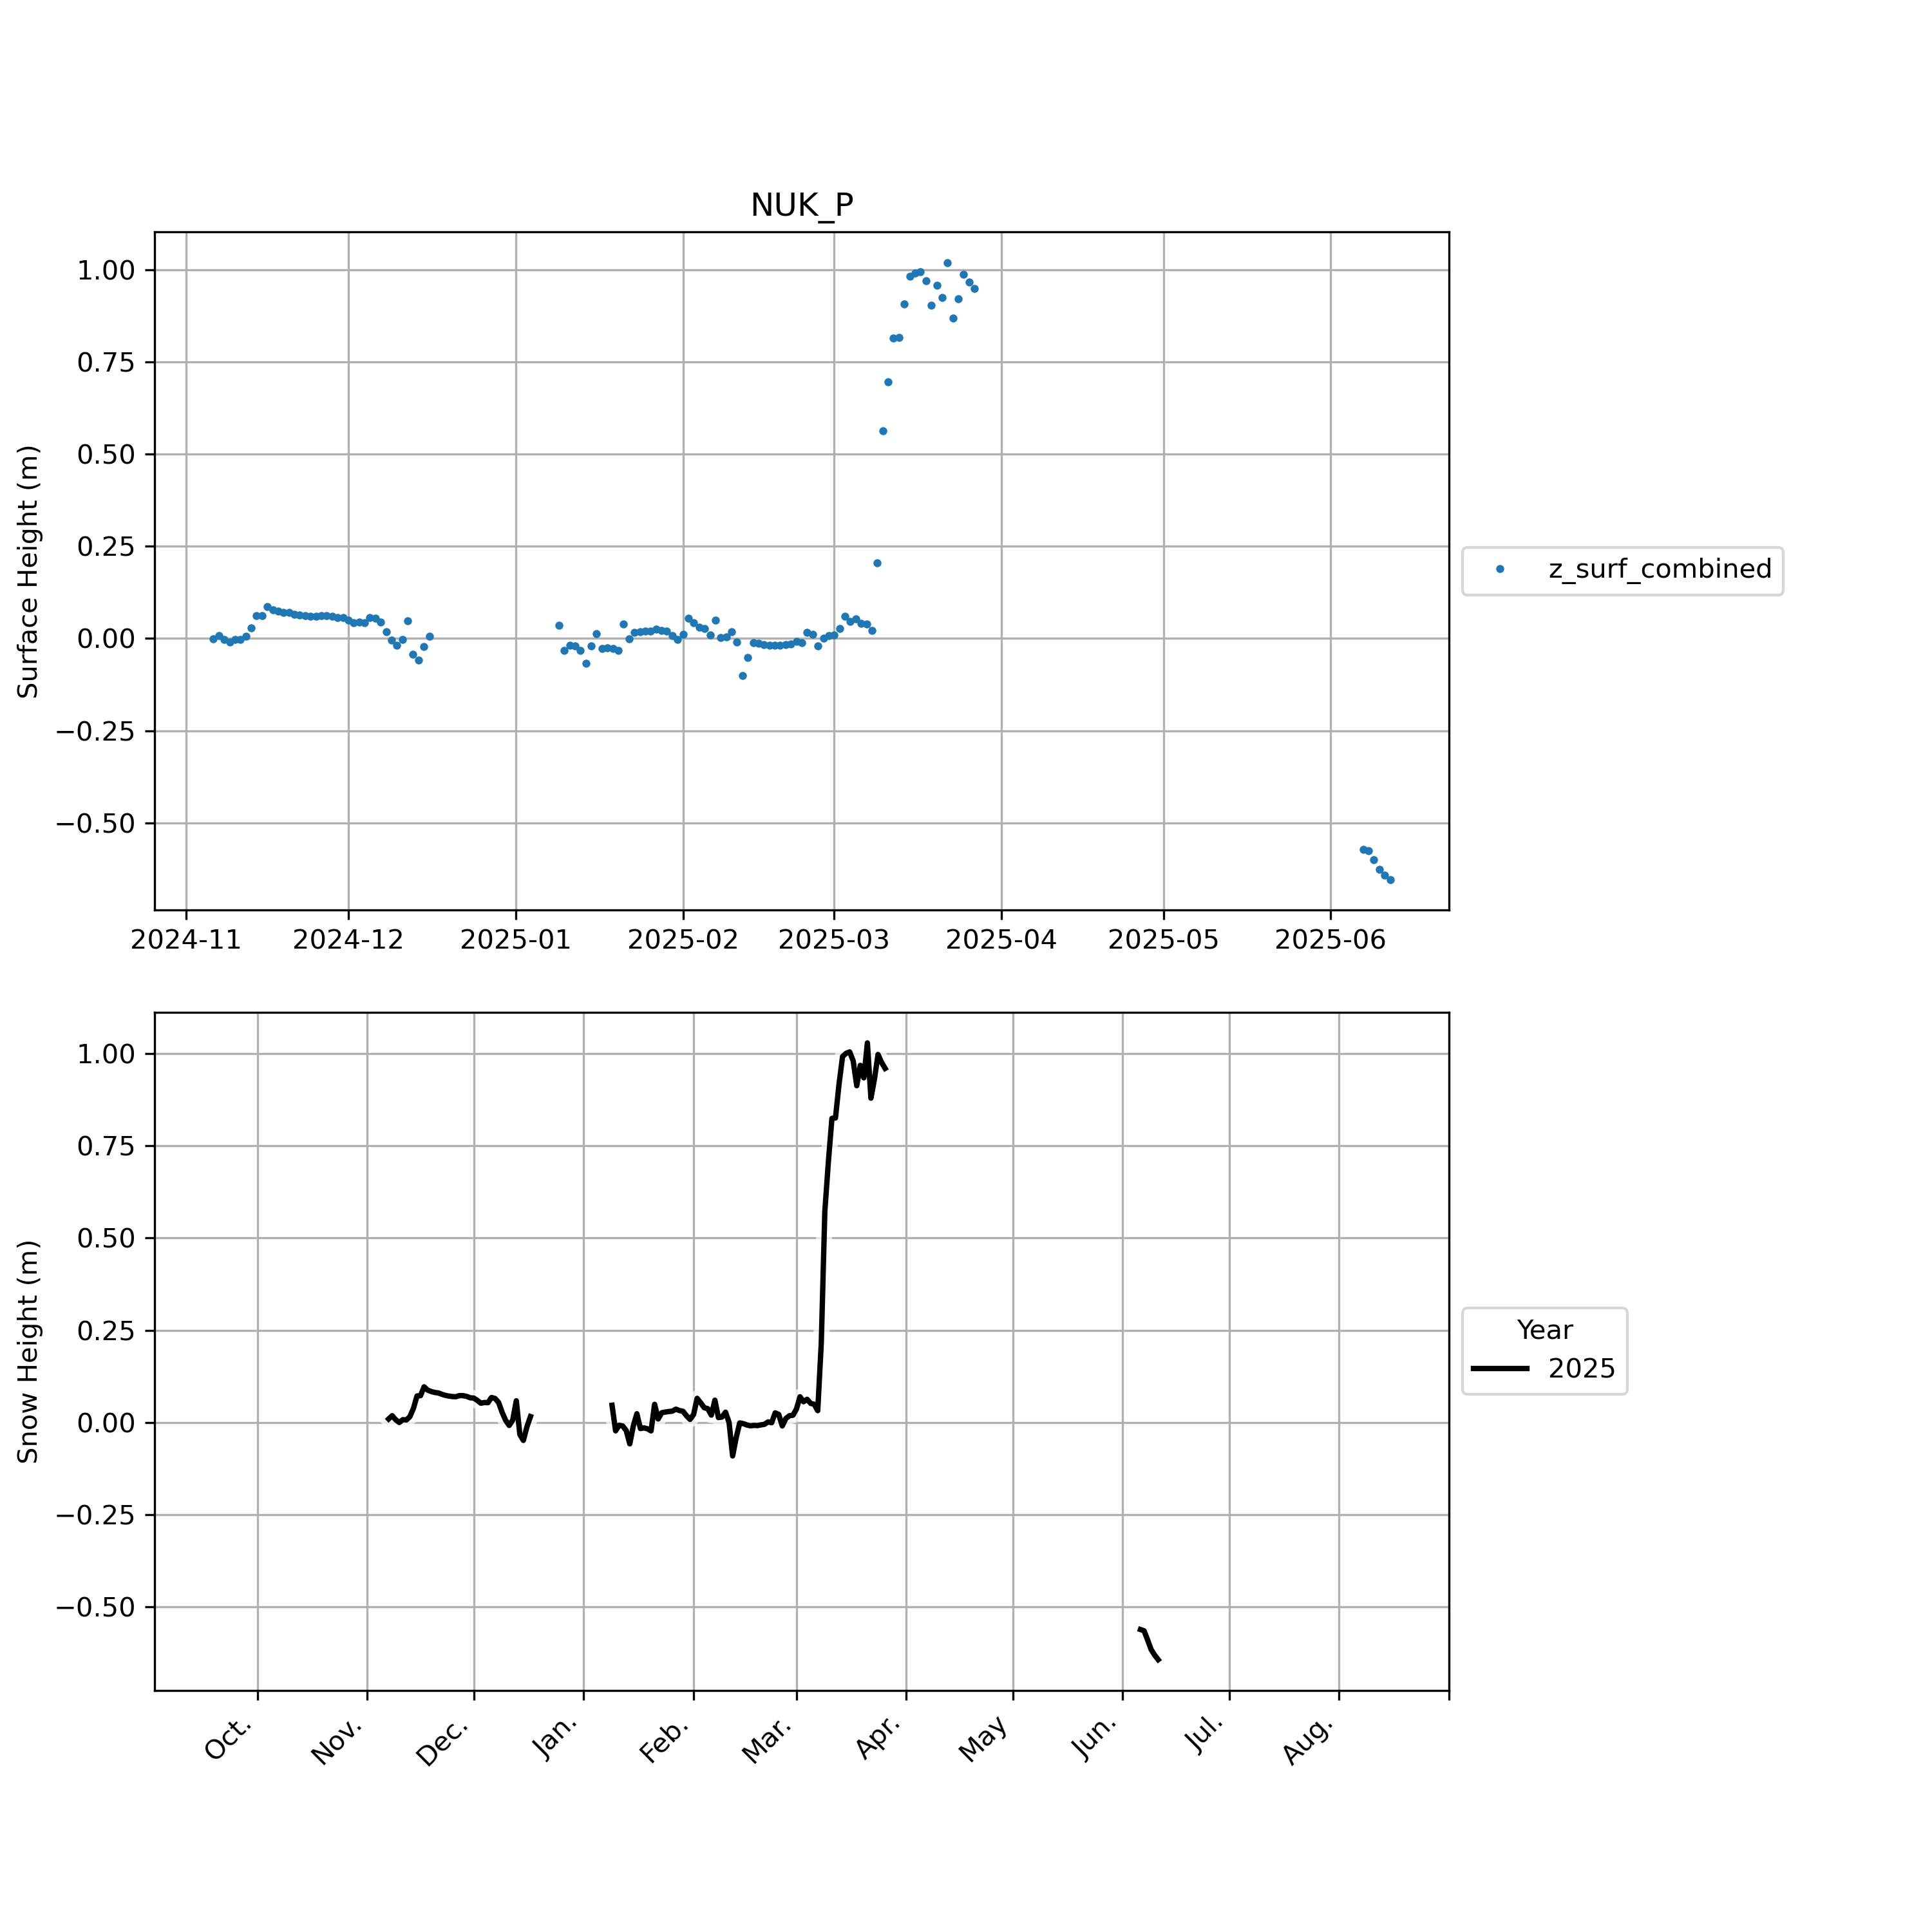 NUK_P
Surface Height (m)
1.00
0.75
0.50
0.25
0.00
−0.25
−0.50
2024-11 2024-12 2025-01 2025-02 2025-03 2025-04 2025-05 2025-06
z_surf_combined
Snow Height (m)
1.00
0.75
0.50
0.25
0.00
−0.25
−0.50
Oct. Nov. Dec. Jan. Feb. Mar. Apr. May Jun. Jul. Aug.
Year
2025